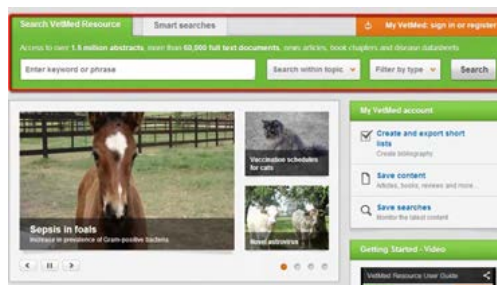 Search VetMed Resource
Smart searches
My VetMed: sign in or register
Access to over 1.6 million abstracts, more than 60,000 full text documents, news articles, book chapters and disease datasheets
Enter keyword or phrase
Search within topic
Filter by type
Search
Sepsis in foals
Increase in prevalence of Gram-positive bacteria
Vaccination schedules
for cats
Novel astrovirus
My VetMed account
Create and export short
lists
Create bibliography
Save content
Articles, books, reviews and more...
Save searches
Monitor the latest content
Getting Started - Video
VetMed Resource User Guide